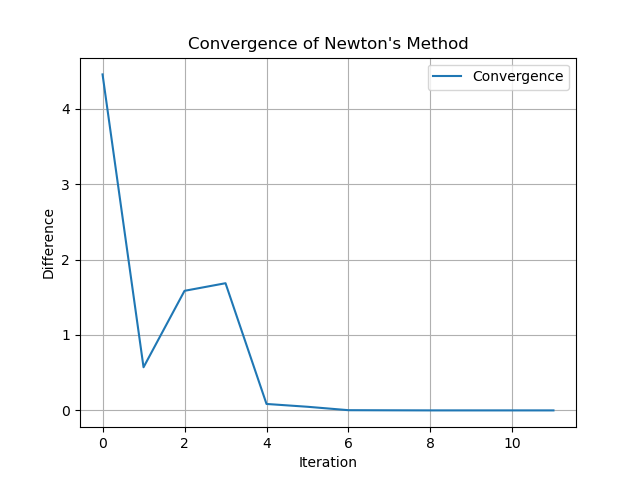 Convergence of Newton's Method
Convergence
4
3
2
1
0
Difference
0 2 4 6 8 10
Iteration